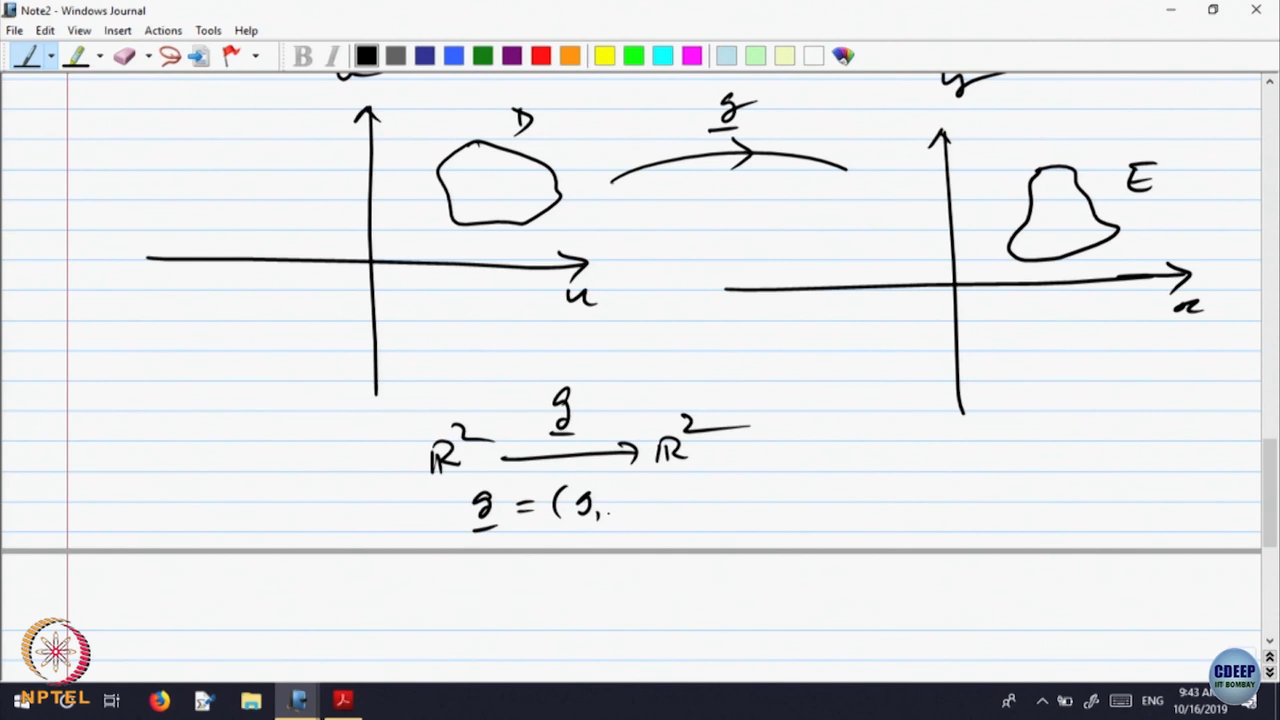 Note2 - Windows Journal
File Edit View Insert Actions Tools Help
B I
D
g
y
E
u
x
g
R² → R²
g = (g₁
NPTEL
CDEEP
IIT BOMBAY
ENG
9:43 AM
10/16/2019